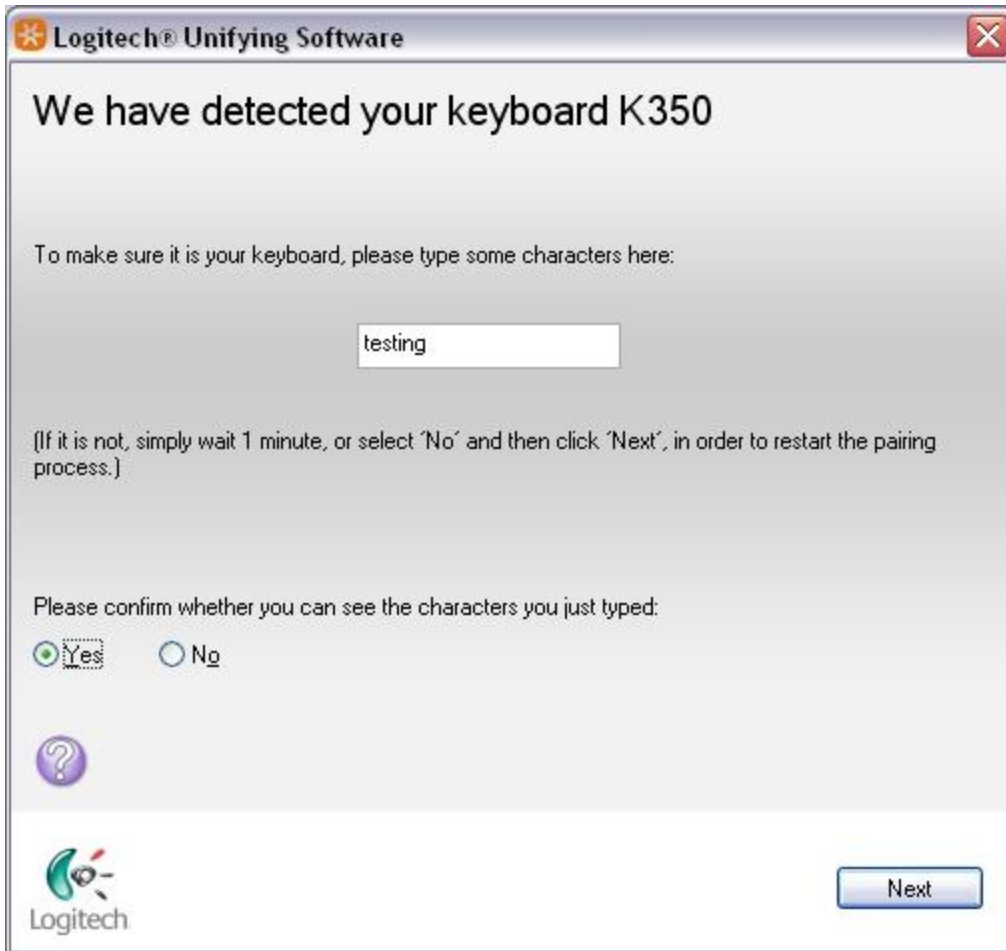 Logitech® Unifying Software
We have detected your keyboard K350
To make sure it is your keyboard, please type some characters here:
testing
(If it is not, simply wait 1 minute, or select ´No´ and then click ´Next´, in order to restart the pairing
process.)
Please confirm whether you can see the characters you just typed:
Yes No
?
Logitech
Next